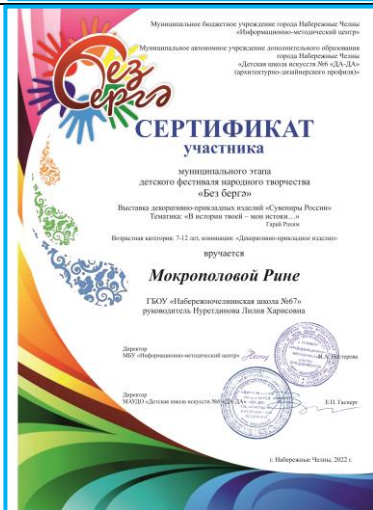 Муниципальное бюджетное учреждение города Набережные Челны
«Информационно-методический центр»
Муниципальное автономное учреждение дополнительного образования
города Набережные Челны
«Детская школа искусств №6 «ДА-ДА»
(архитектурно-дизайнерского профиля)»
Без
Бергә
СЕРТИФИКАТ
участника
муниципального этапа
детского фестиваля народного творчества
«Без бергә»
Выставка декоративно-прикладных изделий «Сувениры России»
Тематика: «В истории твоей – мои истоки…»
Гарай Рахим
Возрастная категория: 7-12 лет, номинация: «Декоративно-прикладное изделие»
вручается
Мокрополовой Рине
ГБОУ «Набережночелнинская школа №67»
руководитель Нуретдинова Лилия Харисовна
Директор
МБУ «Информационно-методический центр» И.А. Нестерова
Директор
МАУДО «Детская школа искусств №6 «ДА-ДА» Е.П. Гасперт
г. Набережные Челны, 2022 г.